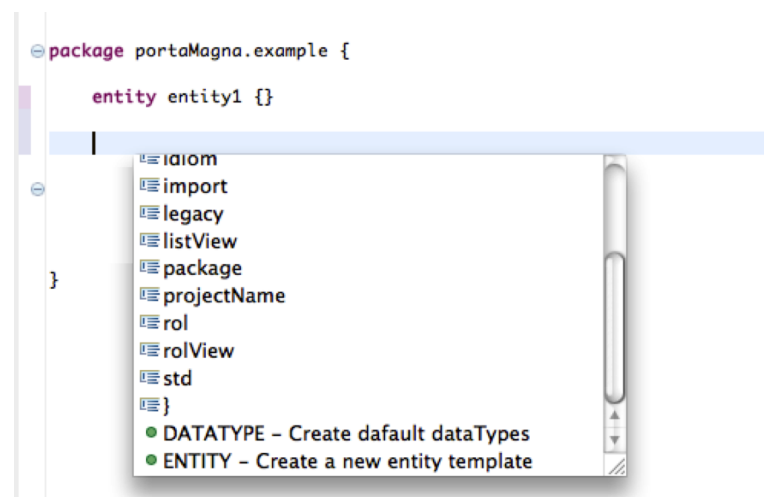 package portaMagna.example {
entity entity1 {}
idiom
import
legacy
listView
package
projectName
rol
rolView
std
}
DATATYPE – Create dafault dataTypes
ENTITY – Create a new entity template
}